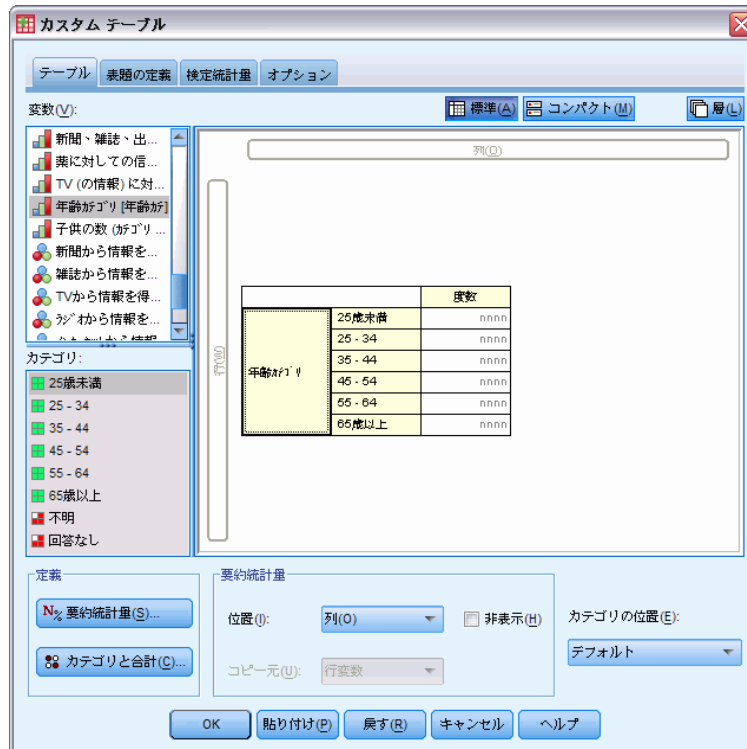 カスタム テーブル
テーブル 表題の定義 検定統計量 オプション
変数(V):
標準(A) コンパクト(M) 層(L)
新聞、雑誌、出...
薬に対しての信...
TV (の情報) に対...
年齢カテゴリ [年齢カテ]
子供の数 (カテゴリ ...
新聞から情報を...
雑誌から情報を...
TVから情報を得...
ラジオから情報を...
列(O)
行(W)
度数
年齢カテゴリ
25歳未満 nnnn
25 - 34 nnnn
35 - 44 nnnn
45 - 54 nnnn
55 - 64 nnnn
65歳以上 nnnn
カテゴリ:
25歳未満
25 - 34
35 - 44
45 - 54
55 - 64
65歳以上
不明
回答なし
定義
N% 要約統計量(S)...
カテゴリと合計(C)...
要約統計量
位置(I): 列(O) 非表示(H)
コピー元(U): 行変数
カテゴリの位置(E):
デフォルト
OK 貼り付け(P) 戻す(R) キャンセル ヘルプ